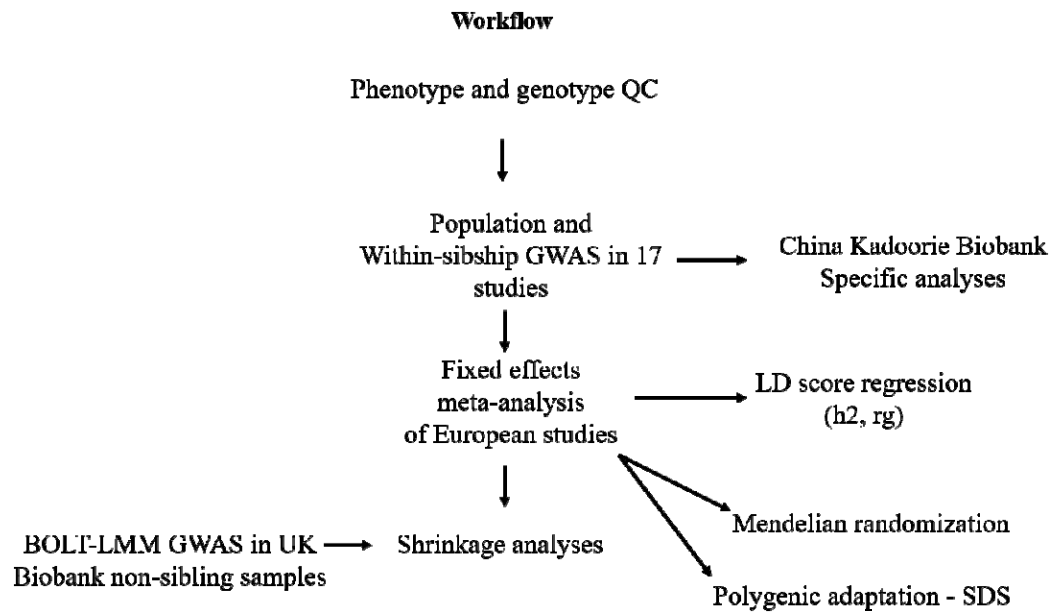 Workflow
Phenotype and genotype QC
Population and
Within-sibship GWAS in 17
studies
China Kadoorie Biobank
Specific analyses
Fixed effects
meta-analysis
of European studies
LD score regression
(h2, rg)
Mendelian randomization
BOLT-LMM GWAS in UK
Biobank non-sibling samples
Shrinkage analyses
Polygenic adaptation - SDS